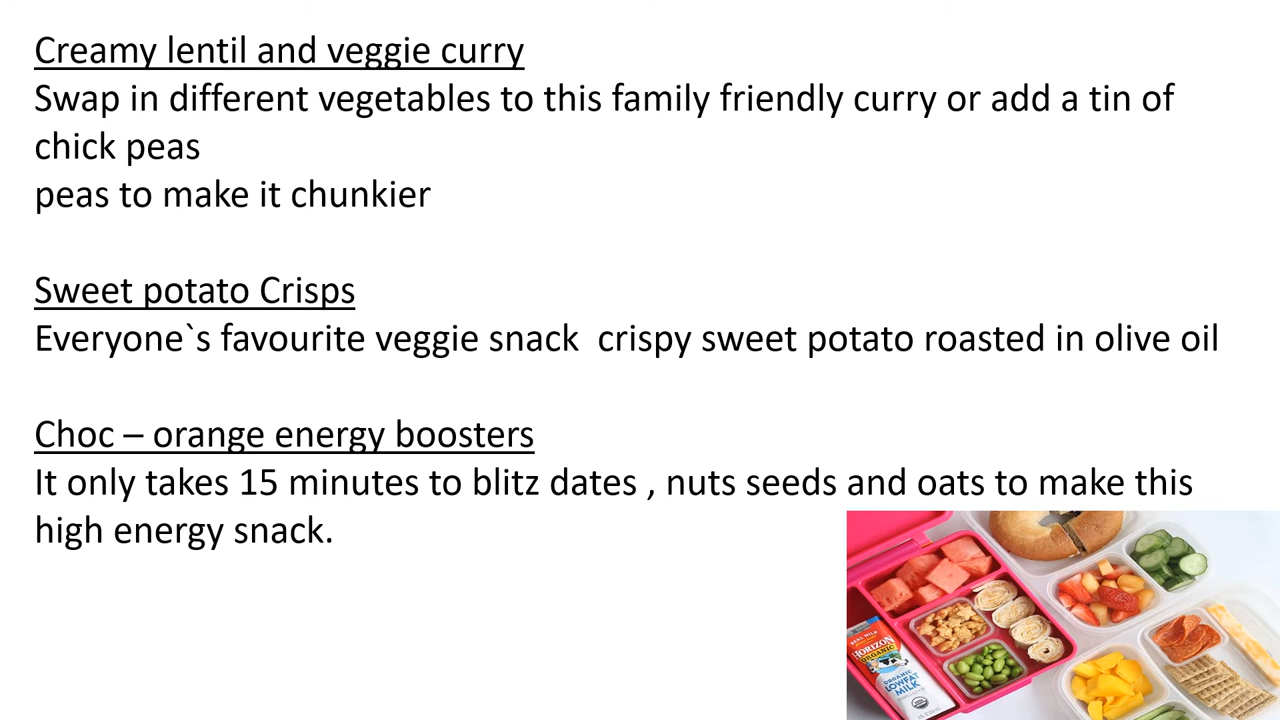 Creamy lentil and veggie curry
Swap in different vegetables to this family friendly curry or add a tin of
chick peas
peas to make it chunkier
Sweet potato Crisps
Everyone`s favourite veggie snack  crispy sweet potato roasted in olive oil
Choc – orange energy boosters
It only takes 15 minutes to blitz dates , nuts seeds and oats to make this
high energy snack.
HORIZON
ORGANIC
ORGANIC
LOWFAT
MILK